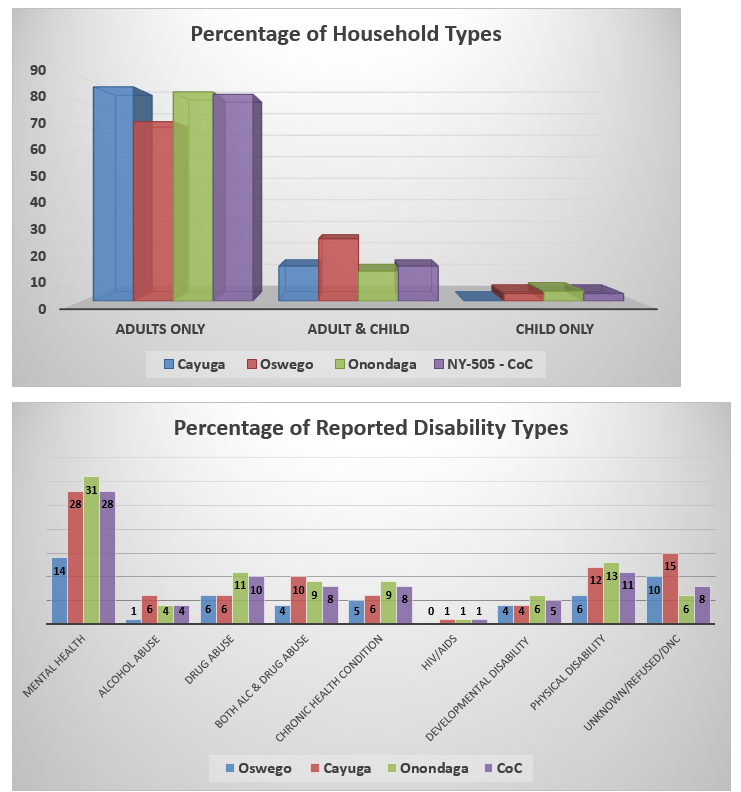 Percentage of Household Types
90
80
70
60
50
40
30
20
10
0
ADULTS ONLY ADULT & CHILD CHILD ONLY
Cayuga Oswego Onondaga NY-505 - CoC
Percentage of Reported Disability Types
14 28 31 28 1 6 4 4 6 6 11 10 4 10 9 8 5 6 9 8 0 1 1 1 4 4 6 5 6 12 13 11 10 15 6 8
MENTAL HEALTH
ALCOHOL ABUSE
DRUG ABUSE
BOTH ALC & DRUG ABUSE
CHRONIC HEALTH CONDITION
HIV/AIDS
DEVELOPMENTAL DISABILITY
PHYSICAL DISABILITY
UNKNOWN/REFUSED/DNC
Oswego Cayuga Onondaga CoC